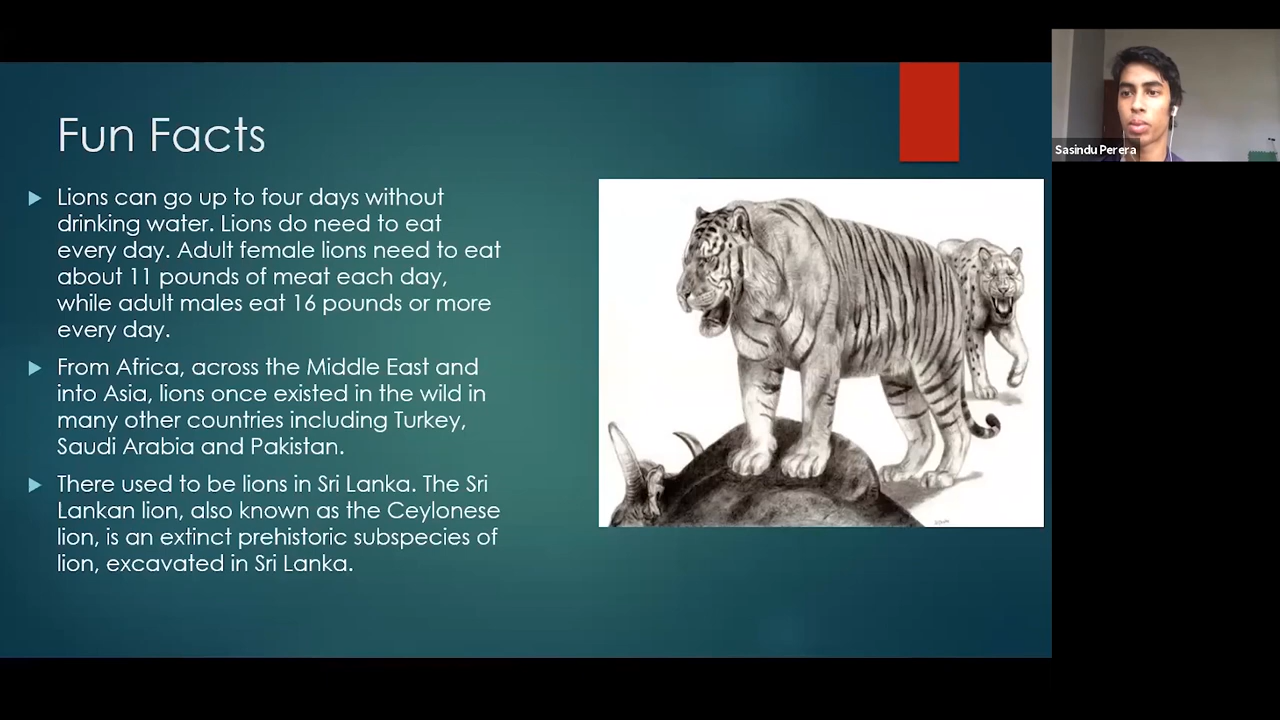 Fun Facts
Lions can go up to four days without
drinking water. Lions do need to eat
every day. Adult female lions need to eat
about 11 pounds of meat each day,
while adult males eat 16 pounds or more
every day.
From Africa, across the Middle East and
into Asia, lions once existed in the wild in
many other countries including Turkey,
Saudi Arabia and Pakistan.
There used to be lions in Sri Lanka. The Sri
Lankan lion, also known as the Ceylonese
lion, is an extinct prehistoric subspecies of
lion, excavated in Sri Lanka.
Sasindu Perera